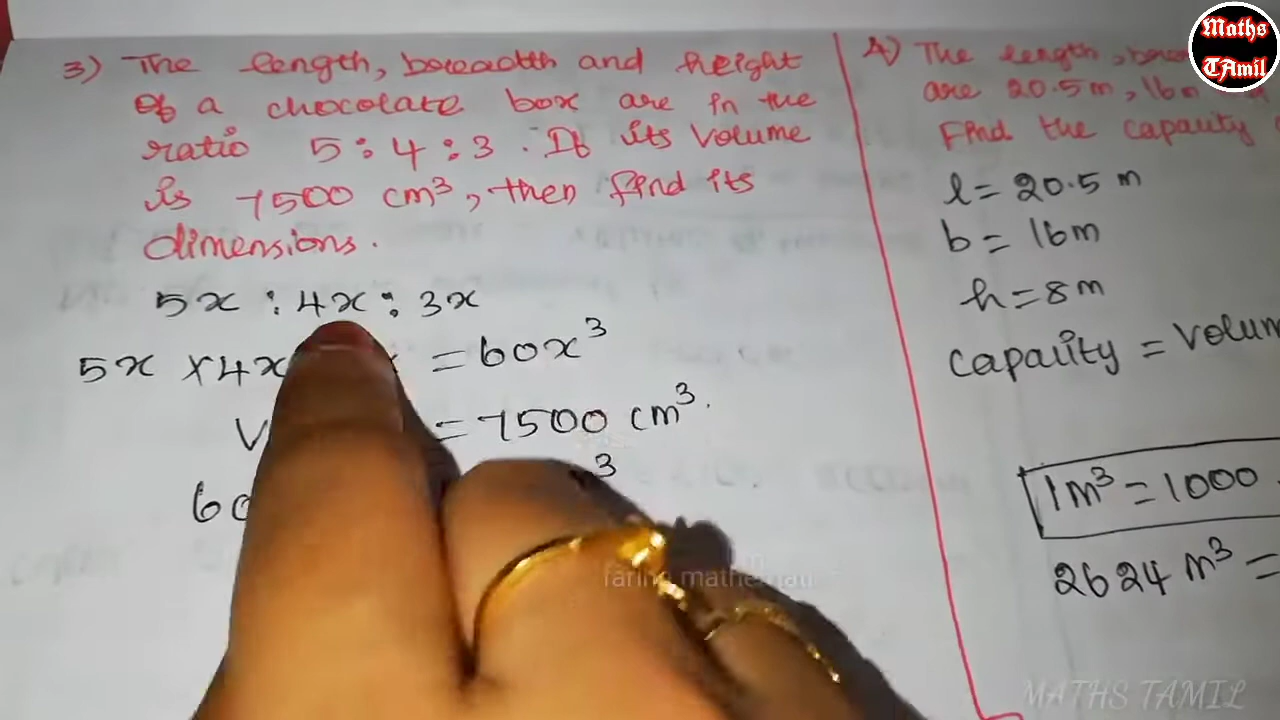 3) The length, breadth and height
of a chocolate box are in the
ratio 5 : 4 : 3 . If its volume
is 7500 cm³, then find its
dimensions.
5x : 4x : 3x
5x × 4x = 60x³
= 7500 cm³.
60
4) The length,
are 20.5m, 16m
Find the capacity
l = 20.5 m
b = 16m
h = 8m
capacity = volum
1m³ = 1000
2624 m³ =
Maths
TAmil
MATHS TAMIL